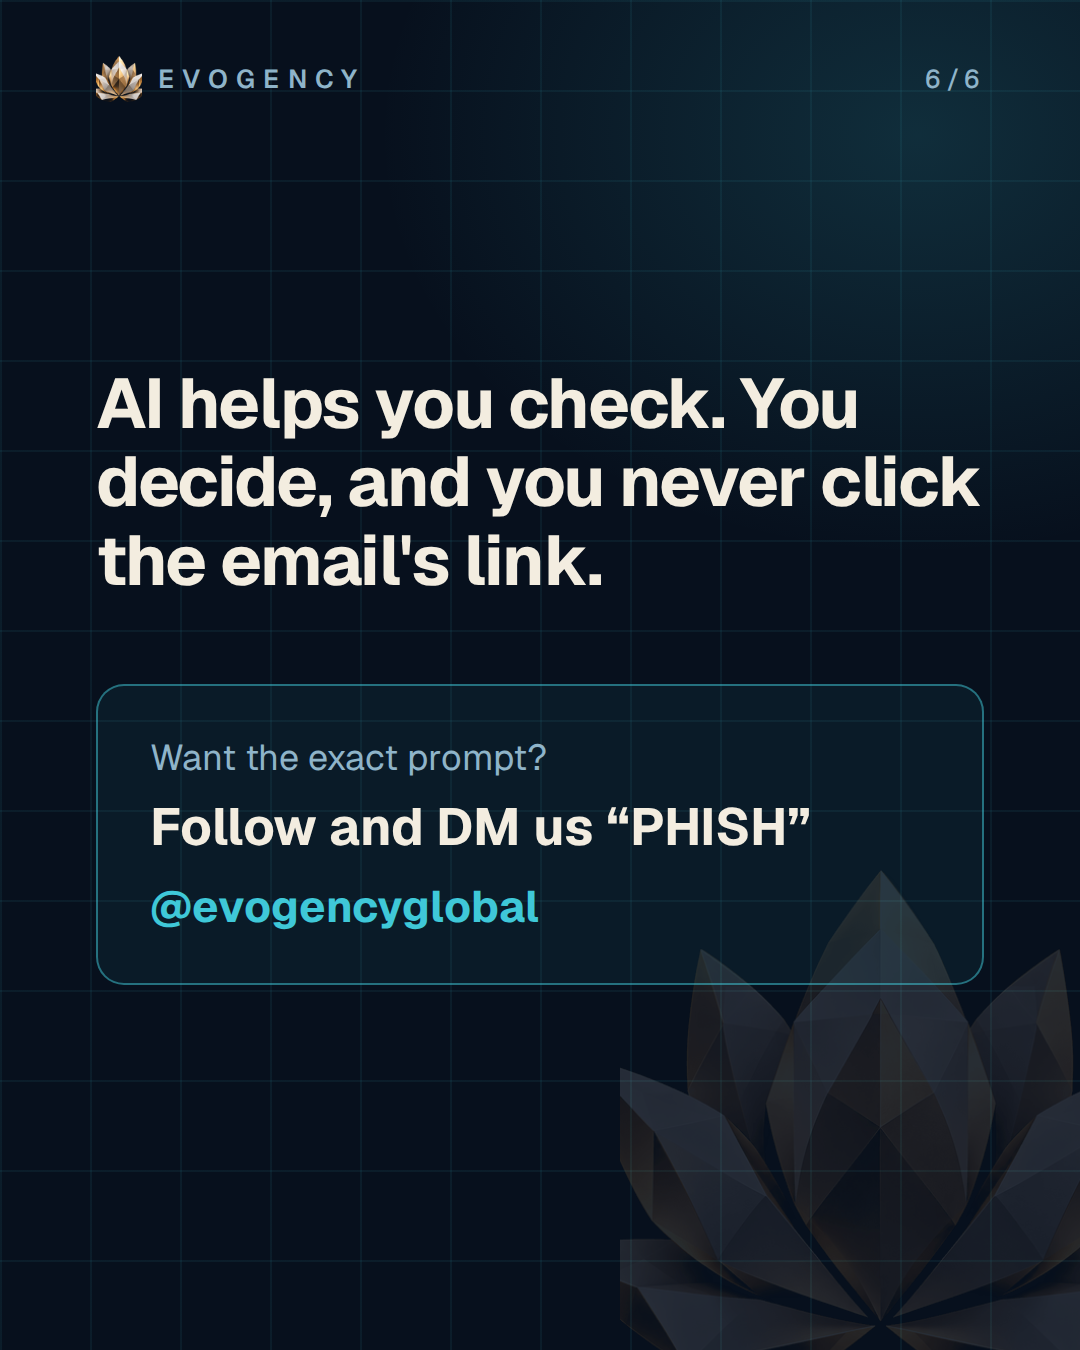 EVOGENCY
6/6
AI helps you check. You
decide, and you never click
the email's link.
Want the exact prompt?
Follow and DM us “PHISH”
@evogencyglobal